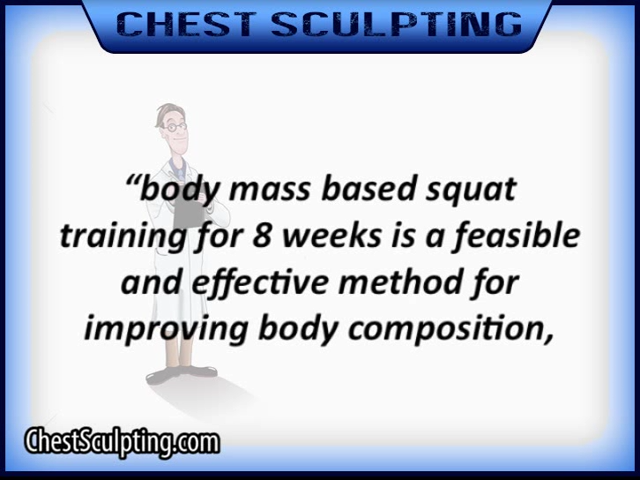 CHEST SCULPTING
“body mass based squat
training for 8 weeks is a feasible
and effective method for
improving body composition,
ChestSculpting.com